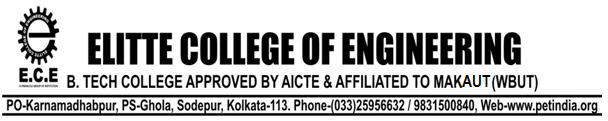 ELITTE COLLEGE OF ENGINEERING
E.C.E
B. TECH COLLEGE APPROVED BY AICTE & AFFILIATED TO MAKAUT(WBUT)
PO-Karnamadhabpur, PS-Ghola, Sodepur, Kolkata-113. Phone-(033)25956632 / 9831500840, Web-www.petindia.org